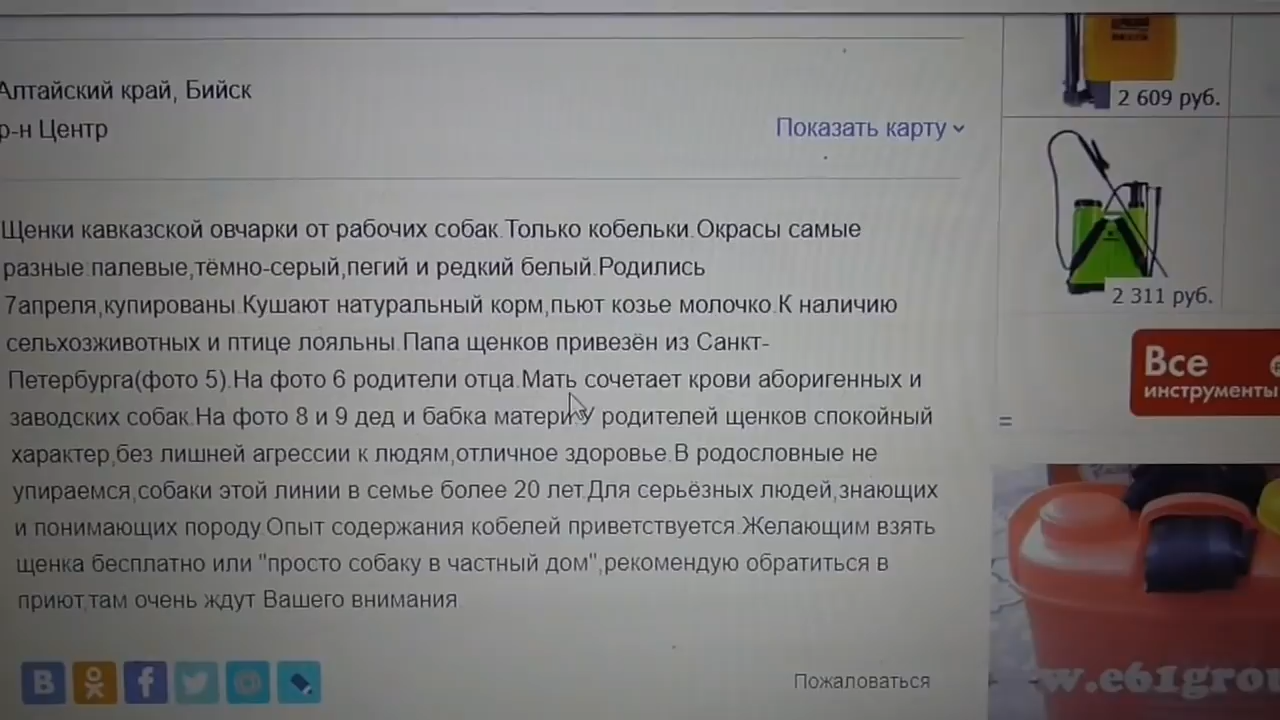 Алтайский край, Бийск
р-н Центр
Показать карту
Щенки кавказской овчарки от рабочих собак.Только кобельки.Окрасы самые
разные:палевые,тёмно-серый,пегий и редкий белый.Родились
7апреля,купированы.Кушают натуральный корм,пьют козье молочко.К наличию
сельхозживотных и птице лояльны.Папа щенков привезён из Санкт-
Петербурга(фото 5).На фото 6 родители отца.Мать сочетает крови аборигенных и
заводских собак.На фото 8 и 9 дед и бабка матери.У родителей щенков спокойный
характер,без лишней агрессии к людям,отличное здоровье.В родословные не
упираемся,собаки этой линии в семье более 20 лет.Для серьёзных людей,знающих
и понимающих породу.Опыт содержания кобелей приветствуется.Желающим взять
щенка бесплатно или "просто собаку в частный дом",рекомендую обратиться в
приют,там очень ждут Вашего внимания.
Пожаловаться
2 609 руб.
2 311 руб.
Все
инструменты
=
w.e61grou